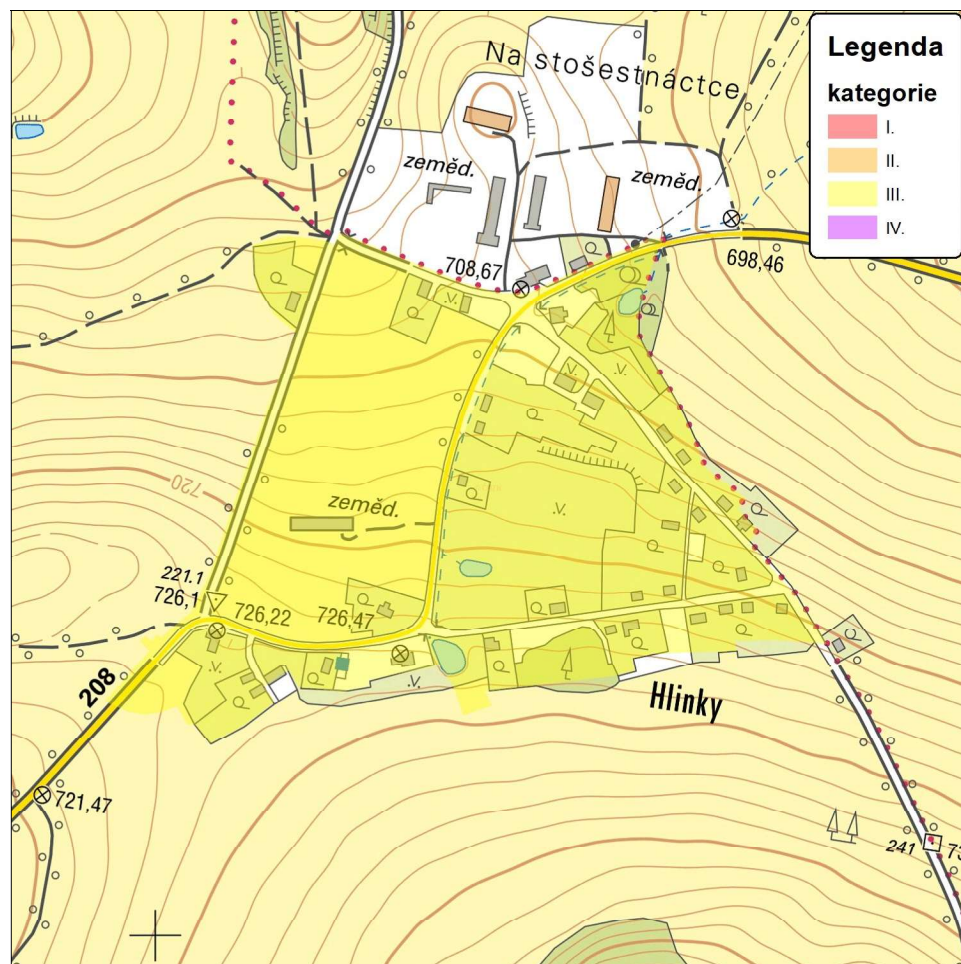 Na stošestnáctce
Legenda
kategorie
I.
II.
III.
IV.
zeměd.
zeměd.
708,67
698,46
720
zeměd.
221.1
726,1
726,22
726,47
208
Hlinky
721,47
241
73